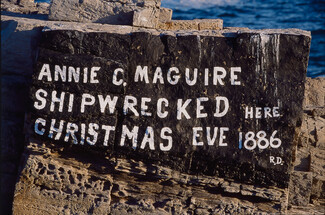 ANNIE C. MAGUIRE
SHIPWRECKED HERE
CHRISTMAS EVE 1886
R.D.